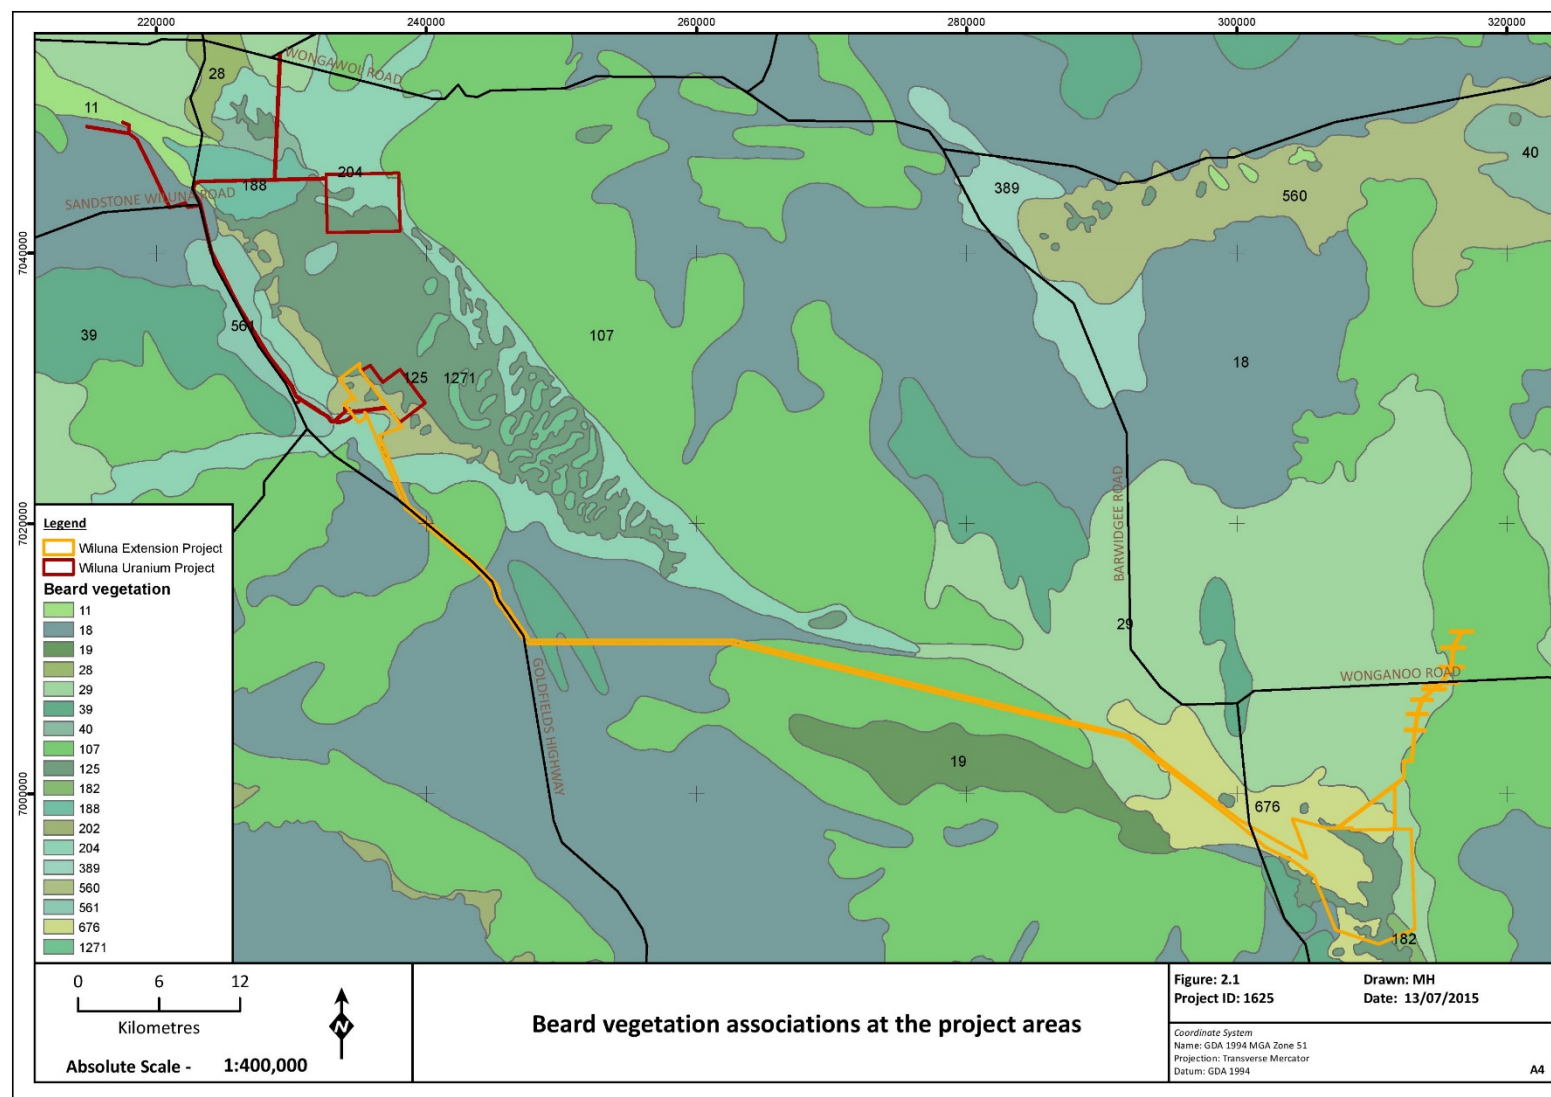 220000
240000
260000
280000
300000
320000
WONGAWOL ROAD
28
11
40
204
188
389
560
SANDSTONE WILUNA ROAD
7040000
561
39
107
18
125
1271
BARWIDGEE ROAD
7020000
29
WONGANOO ROAD
GOLDFIELDS HIGHWAY
19
7000000
676
182
Legend
Wiluna Extension Project
Wiluna Uranium Project
Beard vegetation
11
18
19
28
29
39
40
107
125
182
188
202
204
389
560
561
676
1271
0 6 12
Kilometres
N
Absolute Scale - 1:400,000
Beard vegetation associations at the project areas
Figure: 2.1 Drawn: MH
Project ID: 1625 Date: 13/07/2015
Coordinate System
Name: GDA 1994 MGA Zone 51
Projection: Transverse Mercator
Datum: GDA 1994
A4